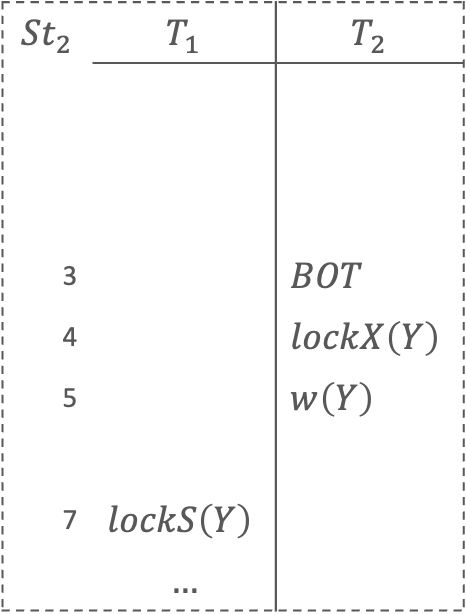 St₂ T₁ T₂
3 BOT
4 lockX(Y)
5 w(Y)
7 lockS(Y)
...